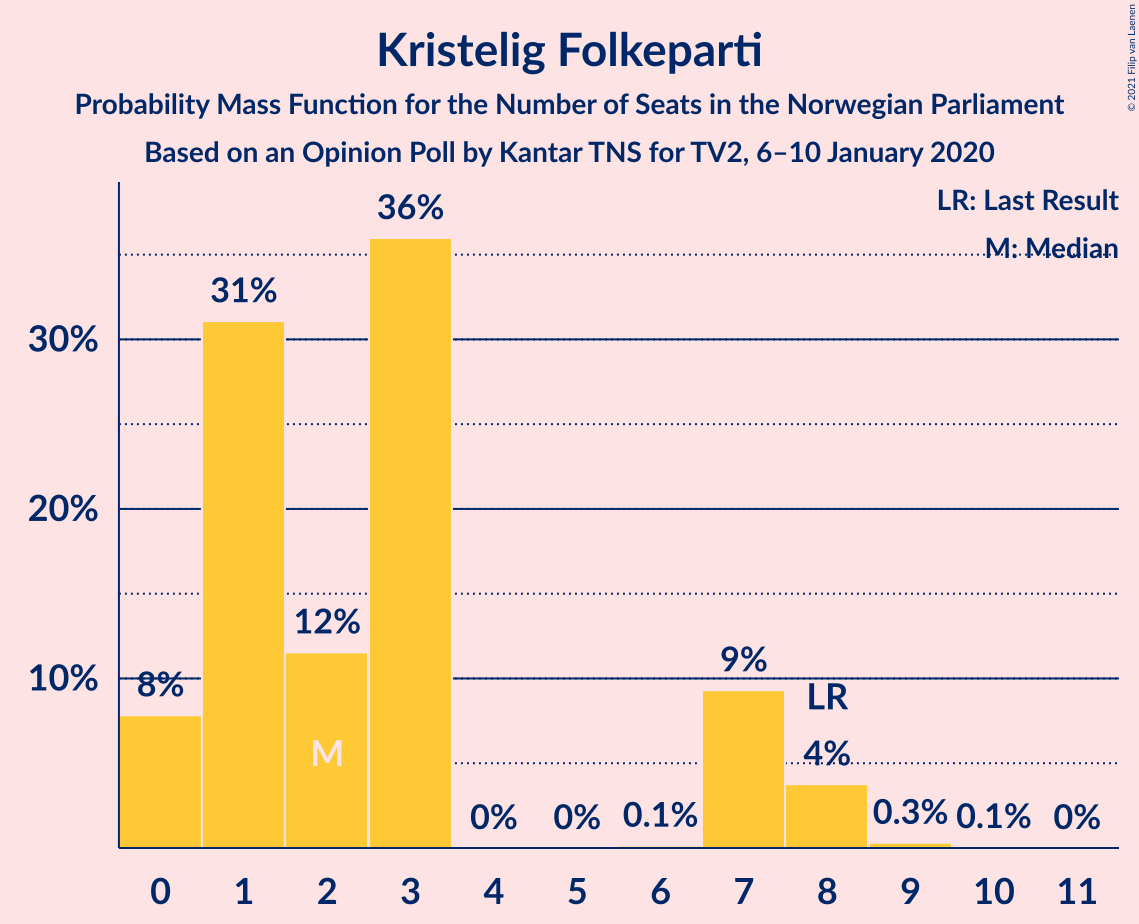 Kristelig Folkeparti
Probability Mass Function for the Number of Seats in the Norwegian Parliament
Based on an Opinion Poll by Kantar TNS for TV2, 6–10 January 2020
© 2021 Filip van Laenen
LR: Last Result
M: Median
36%
31%
30%
20%
12%
10%
8%
9%
LR
M
4%
0%
0%
0.1%
0.3%
0.1%
0%
0 1 2 3 4 5 6 7 8 9 10 11